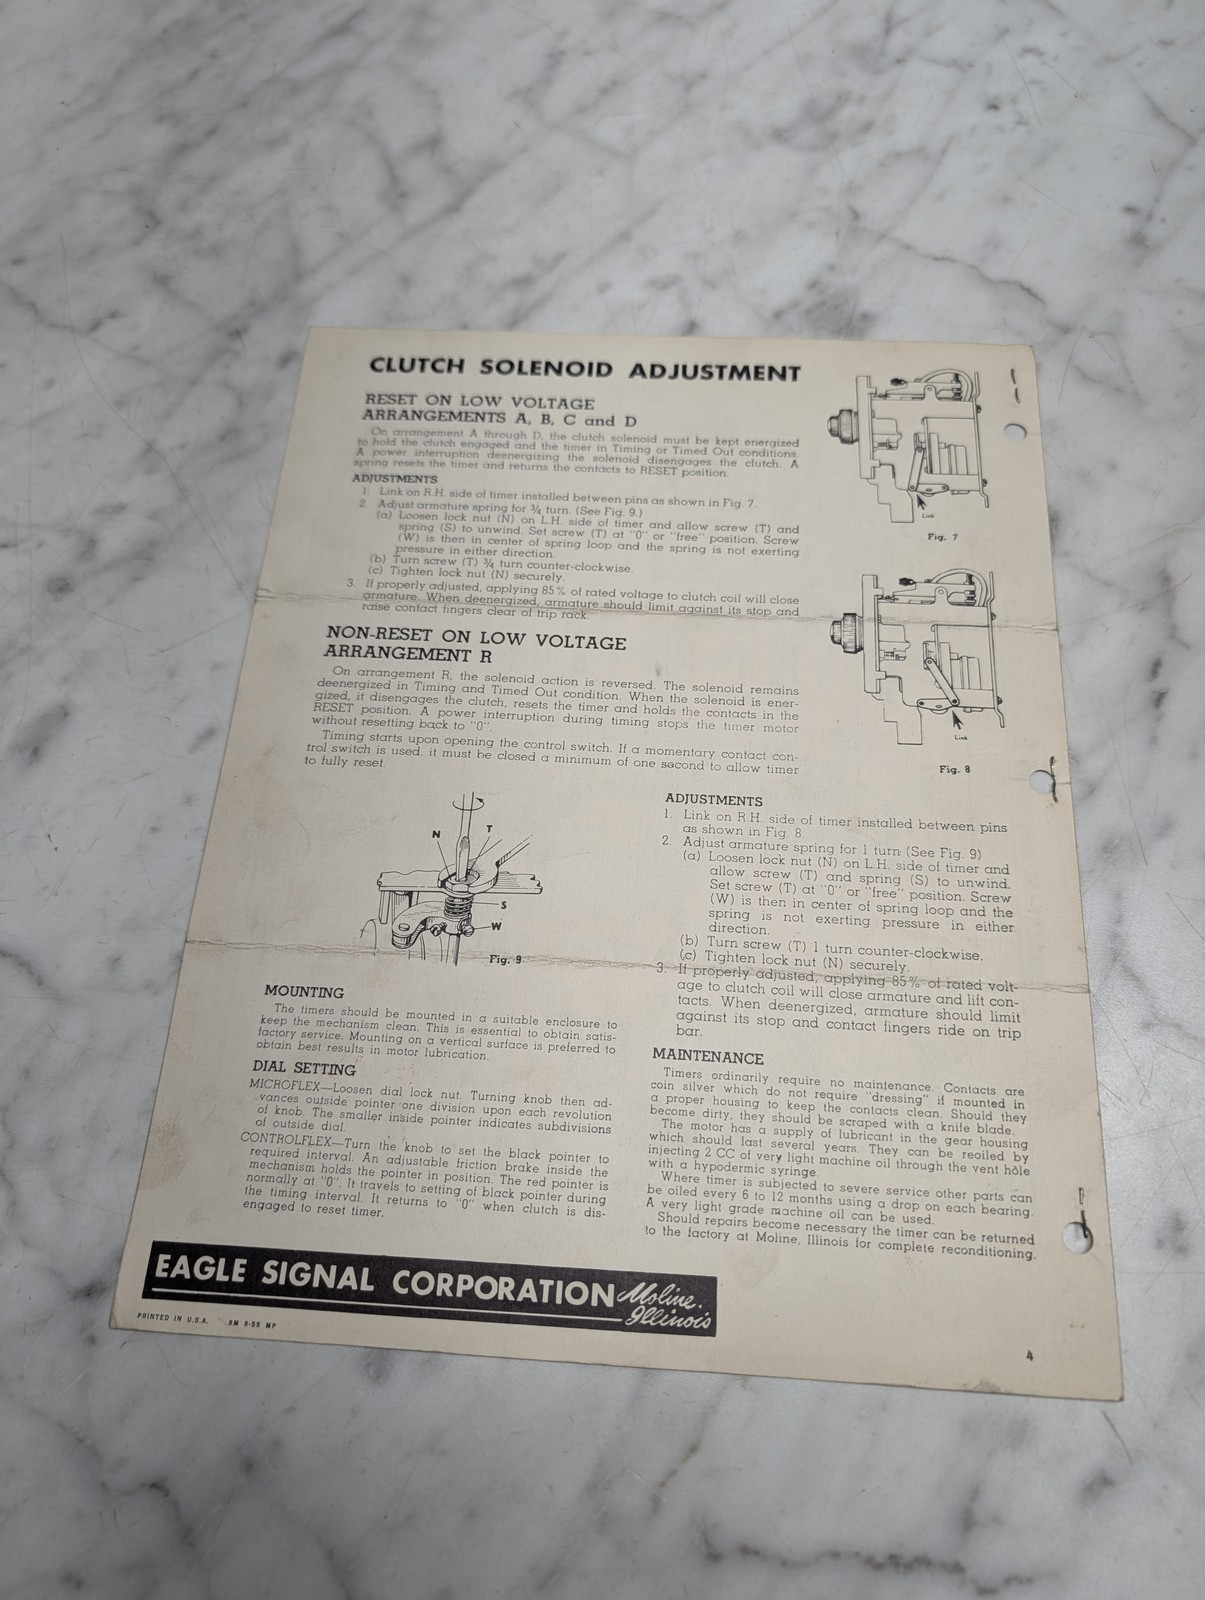 CLUTCH SOLENOID ADJUSTMENT
RESET ON LOW VOLTAGE
ARRANGEMENTS A, B, C and D
On arrangement A through D, the clutch solenoid must be kept energized
to hold the clutch engaged and the timer in Timing or Timed Out conditions.
A power interruption deenergizing the solenoid disengages the clutch. A
spring resets the timer and returns the contacts to RESET position.
ADJUSTMENTS
1. Link on R.H. side of timer installed between pins as shown in Fig. 7.
2. Adjust armature spring for ¾ turn. (See Fig. 9.)
(a) Loosen lock nut (N) on L.H. side of timer and allow screw (T) and
spring (S) to unwind. Set screw (T) at "0" or "free" position. Screw
(W) is then in center of spring loop and the spring is not exerting
pressure in either direction.
(b) Turn screw (T) ¾ turn counter-clockwise.
(c) Tighten lock nut (N) securely.
3. If properly adjusted, applying 85% of rated voltage to clutch coil will close
armature. When deenergized, armature should limit against its stop and
raise contact fingers clear of trip rack.
Link
Fig. 7
NON-RESET ON LOW VOLTAGE
ARRANGEMENT R
On arrangement R, the solenoid action is reversed. The solenoid remains
deenergized in Timing and Timed Out condition. When the solenoid is ener-
gized, it disengages the clutch, resets the timer and holds the contacts in the
RESET position. A power interruption during timing stops the timer motor
without resetting back to "0".
Timing starts upon opening the control switch. If a momentary contact con-
trol switch is used, it must be closed a minimum of one second to allow timer
to fully reset.
Link
Fig. 8
N
T
S
W
Fig. 9
MOUNTING
The timers should be mounted in a suitable enclosure to
keep the mechanism clean. This is essential to obtain satis-
factory service. Mounting on a vertical surface is preferred to
obtain best results in motor lubrication.
DIAL SETTING
MICROFLEX—Loosen dial lock nut. Turning knob then ad-
vances outside pointer one division upon each revolution
of knob. The smaller inside pointer indicates subdivisions
of outside dial.
CONTROLFLEX—Turn the knob to set the black pointer to
required interval. An adjustable friction brake inside the
mechanism holds the pointer in position. The red pointer is
normally at "0". It travels to setting of black pointer during
the timing interval. It returns to "0" when clutch is dis-
engaged to reset timer.
ADJUSTMENTS
1. Link on R.H. side of timer installed between pins
as shown in Fig. 8.
2. Adjust armature spring for 1 turn (See Fig. 9)
(a) Loosen lock nut (N) on L.H. side of timer and
allow screw (T) and spring (S) to unwind.
Set screw (T) at "0" or "free" position. Screw
(W) is then in center of spring loop and the
spring is not exerting pressure in either
direction.
(b) Turn screw (T) 1 turn counter-clockwise.
(c) Tighten lock nut (N) securely.
3. If properly adjusted, applying 85% of rated volt-
age to clutch coil will close armature and lift con-
tacts. When deenergized, armature should limit
against its stop and contact fingers ride on trip
bar.
MAINTENANCE
Timers ordinarily require no maintenance. Contacts are
coin silver which do not require "dressing" if mounted in
a proper housing to keep the contacts clean. Should they
become dirty, they should be scraped with a knife blade.
The motor has a supply of lubricant in the gear housing
which should last several years. They can be reoiled by
injecting 2 CC of very light machine oil through the vent hole
with a hypodermic syringe.
Where timer is subjected to severe service other parts can
be oiled every 6 to 12 months using a drop on each bearing.
A very light grade machine oil can be used.
Should repairs become necessary the timer can be returned
to the factory at Moline, Illinois for complete reconditioning.
EAGLE SIGNAL CORPORATION Moline, Illinois
PRINTED IN U.S.A. 8M 8-55 MP
4